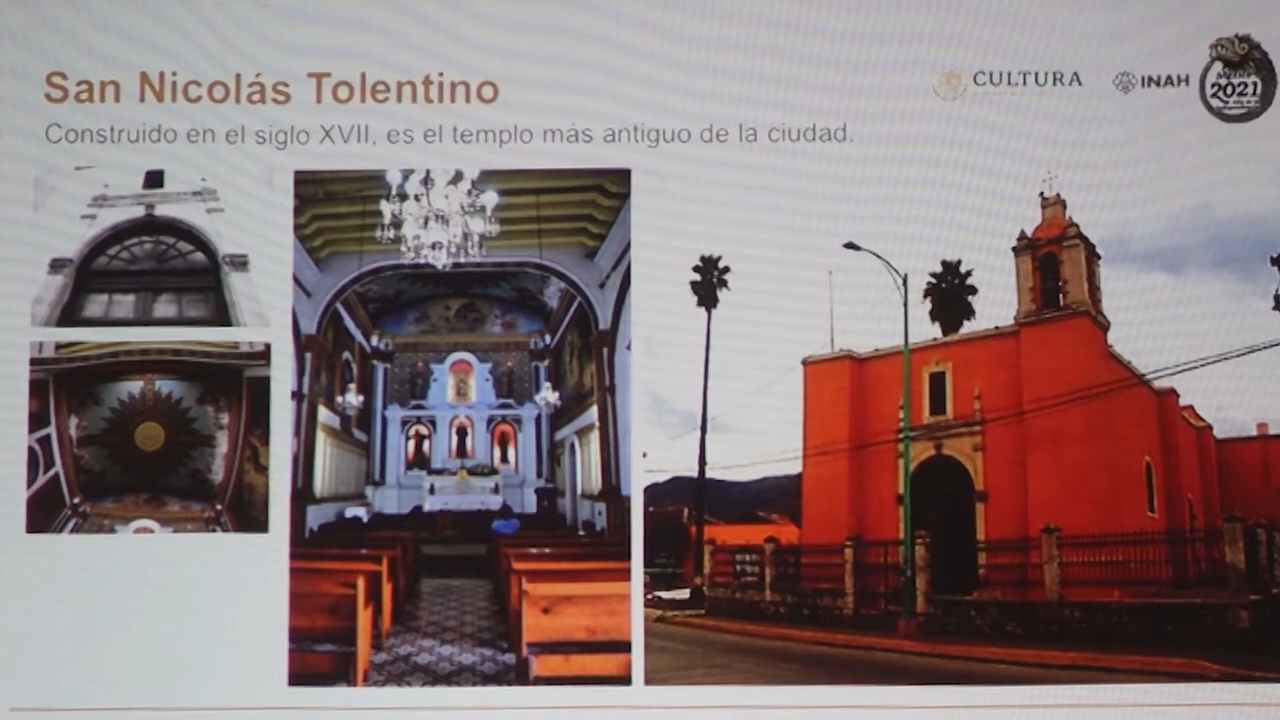 San Nicolás Tolentino
Construido en el siglo XVII, es el templo más antiguo de la ciudad.
CULTURA
INAH
México
2021